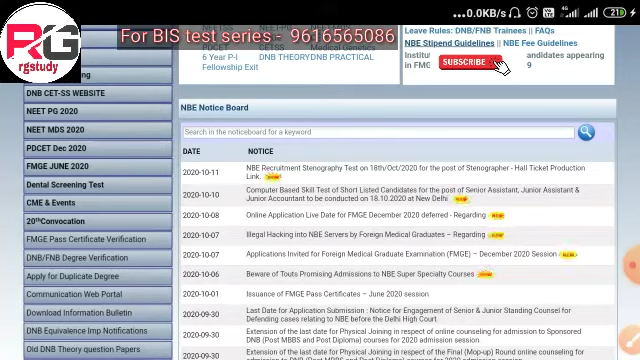 ...0.0KB/s 21
For BIS test series - 9616565086
RG
rgstudy
NEETSS NEETPG NEETMDS
PDCET CETSS Medical Genetics
6 Year P-I DNB THEORY DNB PRACTICAL
Fellowship Exit
Leave Rules: DNB/FNB Trainees || FAQs
NBE Stipend Guidelines || NBE Fee Guidelines
candidates appearing
in FMG 9
SUBSCRIBE
DNB CET-SS WEBSITE
NEET PG 2020
NEET MDS 2020
PDCET Dec 2020
FMGE JUNE 2020
Dental Screening Test
CME & Events
20thConvocation
FMGE Pass Certificate Verification
DNB/FNB Degree Verification
Apply for Duplicate Degree
Communication Web Portal
Download Information Bulletin
DNB Equivalence Imp Notifications
Old DNB Theory question Papers
NBE Notice Board
Search in the noticeboard for a keyword
DATE NOTICE
2020-10-11 NBE Recruitment Stenography Test on 18th/Oct/2020 for the post of Stenographer - Hall Ticket Production
Link.
2020-10-10 Computer Based Skill Test of Short Listed Candidates for the post of Senior Assistant, Junior Assistant &
Junior Accountant to be conducted on 18.10.2020 at New Delhi
2020-10-08 Online Application Live Date for FMGE December 2020 deferred - Regarding
2020-10-07 Illegal Hacking into NBE Servers by Foreign Medical Graduates – Regarding
2020-10-07 Applications Invited for Foreign Medical Graduate Examination (FMGE) – December 2020 Session
2020-10-06 Beware of Touts Promising Admissions to NBE Super Specialty Courses
2020-10-01 Issuance of FMGE Pass Certificates – June 2020 session
2020-09-30 Last Date for Application Submission : Notice for Engagement of Senior & Junior Standing Counsel for
Defending cases relating to NBE before the Delhi High Court
2020-09-30 Extension of the last date for Physical Joining in respect of online counseling for admission to Sponsored
DNB (Post MBBS and Post Diploma) courses for 2020 admission session.
2020-09-30 Extension of the last date for Physical Joining in respect of the Final (Mop-up) Round of online counseling